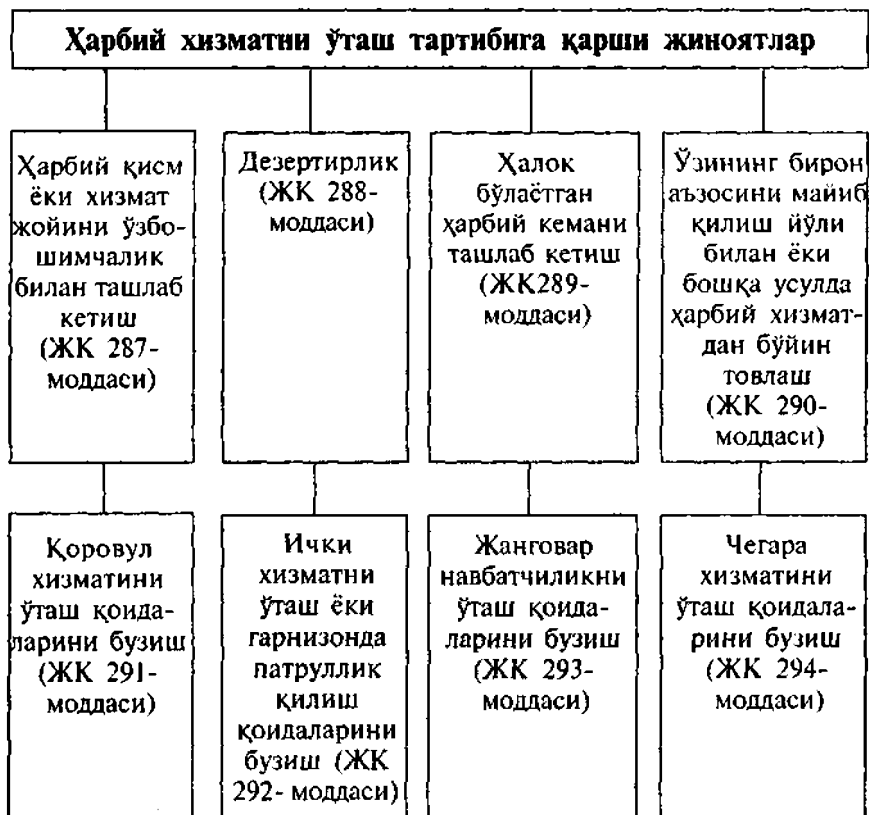 Ҳарбий хизматни ўташ тартибига қарши жиноятлар
Ҳарбий қисм
ёки хизмат
жойини ўзбо-
шимчалик
билан ташлаб
кетиш
(ЖК 287-
моддаси)
Дезертирлик
(ЖК 288-
моддаси)
Ҳалок
бўлаётган
ҳарбий кемани
ташлаб кетиш
(ЖК289-
моддаси)
Ўзининг бирон
аъзосини майиб
қилиш йўли
билан ёки
бошқа усулда
ҳарбий хизмат-
дан бўйин
товлаш
(ЖК 290-
моддаси)
Қоровул
хизматини
ўташ қоида-
ларини бузиш
(ЖК 291-
моддаси)
Ички
хизматни
ўташ ёки
гарнизонда
патруллик
қилиш
қоидаларини
бузиш (ЖК
292- моддаси)
Жанговар
навбатчиликни
ўташ қоида-
ларини бузиш
(ЖК 293-
моддаси)
Чегара
хизматини
ўташ қоидала-
рини бузиш
(ЖК 294-
моддаси)